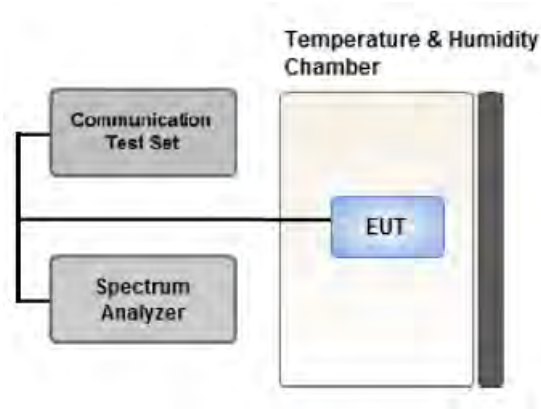 Temperature & Humidity
Chamber
Communication
Test Set
EUT
Spectrum
Analyzer